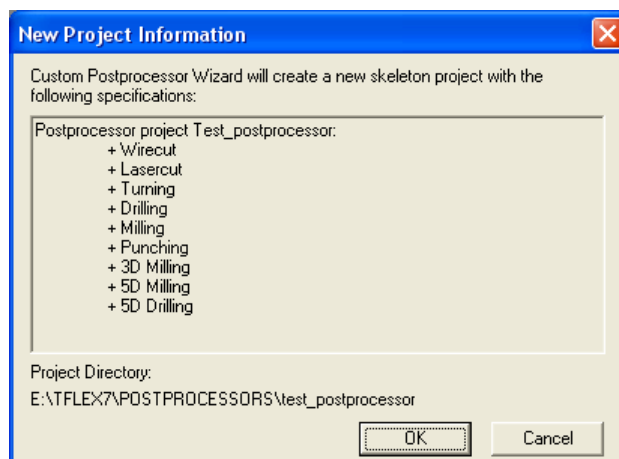 New Project Information
Custom Postprocessor Wizard will create a new skeleton project with the
following specifications:
Postprocessor project Test_postprocessor:
+ Wirecut
+ Lasercut
+ Turning
+ Drilling
+ Milling
+ Punching
+ 3D Milling
+ 5D Milling
+ 5D Drilling
Project Directory:
E:\TFLEX7\POSTPROCESSORS\test_postprocessor
OK
Cancel